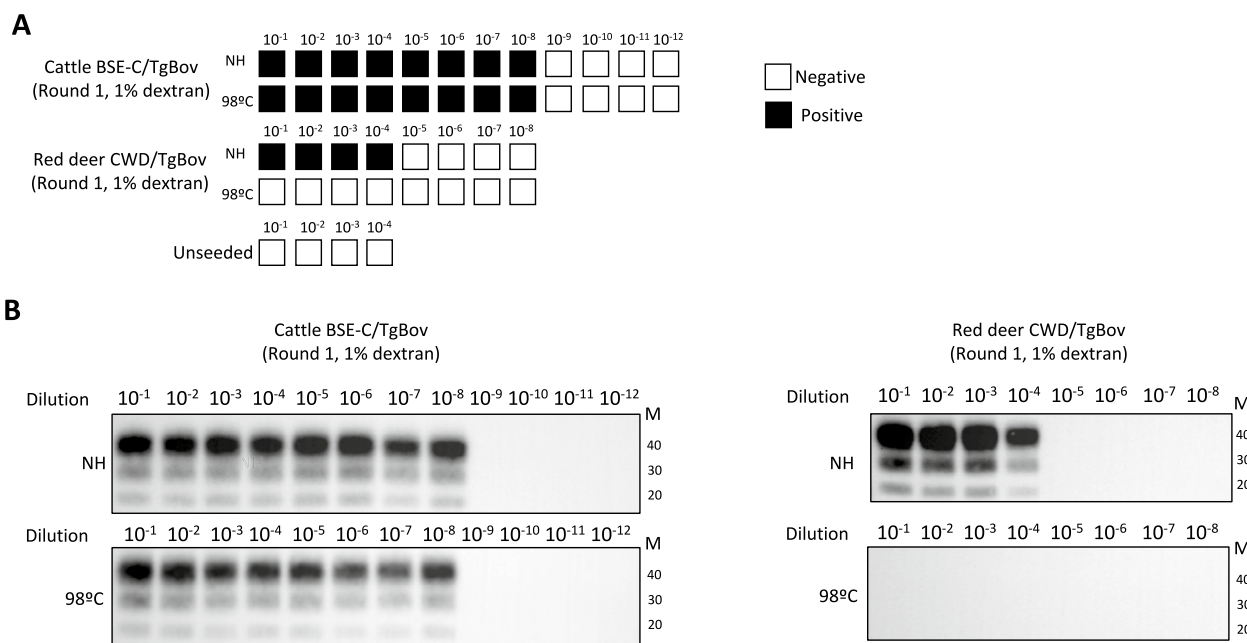 A
10⁻¹ 10⁻² 10⁻³ 10⁻⁴ 10⁻⁵ 10⁻⁶ 10⁻⁷ 10⁻⁸ 10⁻⁹ 10⁻¹⁰ 10⁻¹¹ 10⁻¹²
Cattle BSE-C/TgBov
(Round 1, 1% dextran)
NH
98ºC
Negative
Positive
10⁻¹ 10⁻² 10⁻³ 10⁻⁴ 10⁻⁵ 10⁻⁶ 10⁻⁷ 10⁻⁸
Red deer CWD/TgBov
(Round 1, 1% dextran)
NH
98ºC
10⁻¹ 10⁻² 10⁻³ 10⁻⁴
Unseeded
B
Cattle BSE-C/TgBov
(Round 1, 1% dextran)
Dilution 10⁻¹ 10⁻² 10⁻³ 10⁻⁴ 10⁻⁵ 10⁻⁶ 10⁻⁷ 10⁻⁸ 10⁻⁹ 10⁻¹⁰ 10⁻¹¹ 10⁻¹²
M
NH
40
30
20
Dilution 10⁻¹ 10⁻² 10⁻³ 10⁻⁴ 10⁻⁵ 10⁻⁶ 10⁻⁷ 10⁻⁸ 10⁻⁹ 10⁻¹⁰ 10⁻¹¹ 10⁻¹²
M
98ºC
40
30
20
Red deer CWD/TgBov
(Round 1, 1% dextran)
Dilution 10⁻¹ 10⁻² 10⁻³ 10⁻⁴ 10⁻⁵ 10⁻⁶ 10⁻⁷ 10⁻⁸
M
NH
40
30
20
Dilution 10⁻¹ 10⁻² 10⁻³ 10⁻⁴ 10⁻⁵ 10⁻⁶ 10⁻⁷ 10⁻⁸
M
98ºC
40
30
20